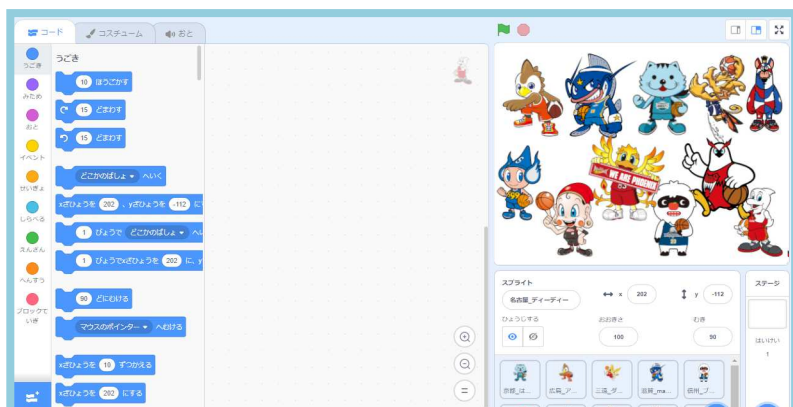 コード
コスチューム
おと
うごき
みため
おと
イベント
せいぎょ
しらべる
えんざん
へんすう
ブロックて
いぎ
うごき
10 ほうごかす
15 どまわす
15 どまわす
どこかのばしょ へいく
xざひょうを 202 、yざひょうを -112 に
1 びょうで どこかのばしょ へ
1 びょうでxざひょうを 202 に、y
90 どにむける
マウスのポインター へむける
xざひょうを 10 ずつかえる
xざひょうを 202 にする
WE ARE PHOENIX
スプライト
名古屋_ディーディー
x 202
y -112
ひょうじする
おおきさ
100
むき
90
ステージ
はいけい
1
京都_は...
広島_ア...
三遠_ダ...
滋賀_ma...
信州_ブ...